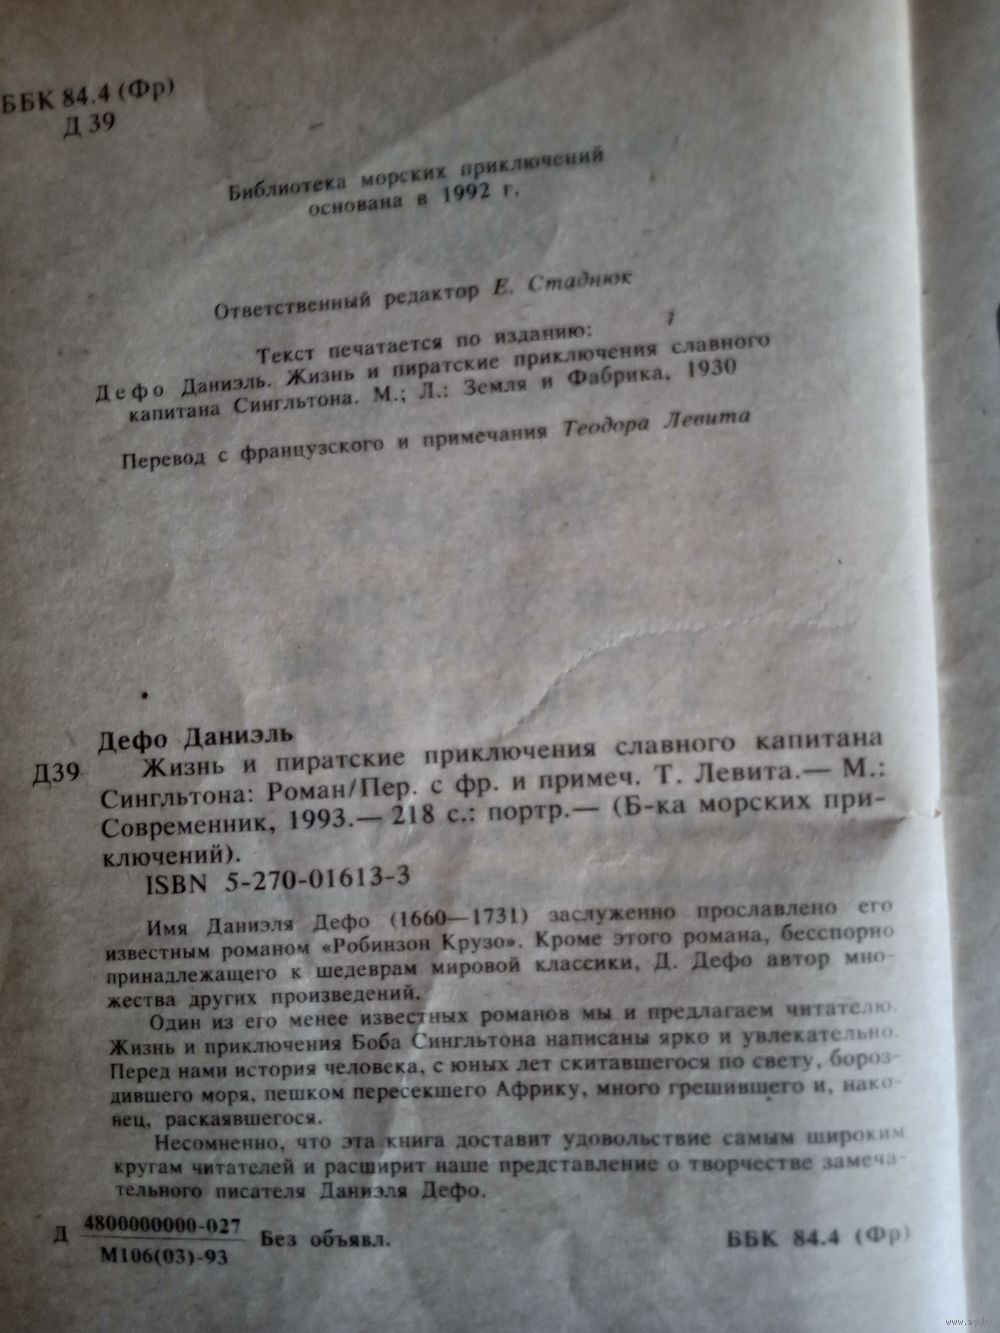 ББК 84.4 (Фр)
Д 39
Библиотека морских приключений
основана в 1992 г.
Ответственный редактор Е. Стаднюк
Текст печатается по изданию:
Дефо Даниэль. Жизнь и пиратские приключения славного
капитана Сингльтона. М.; Л.: Земля и Фабрика, 1930
Перевод с французского и примечания Теодора Левита
Дефо Даниэль
Д39 Жизнь и пиратские приключения славного капитана
Сингльтона: Роман/Пер. с фр. и примеч. Т. Левита.— М.:
Современник, 1993.— 218 с.: портр.— (Б-ка морских при-
ключений).
ISBN 5-270-01613-3
Имя Даниэля Дефо (1660—1731) заслуженно прославлено его
известным романом «Робинзон Крузо». Кроме этого романа, бесспорно
принадлежащего к шедеврам мировой классики, Д. Дефо автор мно-
жества других произведений.
Один из его менее известных романов мы и предлагаем читателю.
Жизнь и приключения Боба Сингльтона написаны ярко и увлекательно.
Перед нами история человека, с юных лет скитавшегося по свету, бороз-
дившего моря, пешком пересекшего Африку, много грешившего и, нако-
нец, раскаявшегося.
Несомненно, что эта книга доставит удовольствие самым широким
кругам читателей и расширит наше представление о творчестве замеча-
тельного писателя Даниэля Дефо.
Д 4800000000-027 Без объявл. ББК 84.4 (Фр)
М106(03)-93
www.ay.by